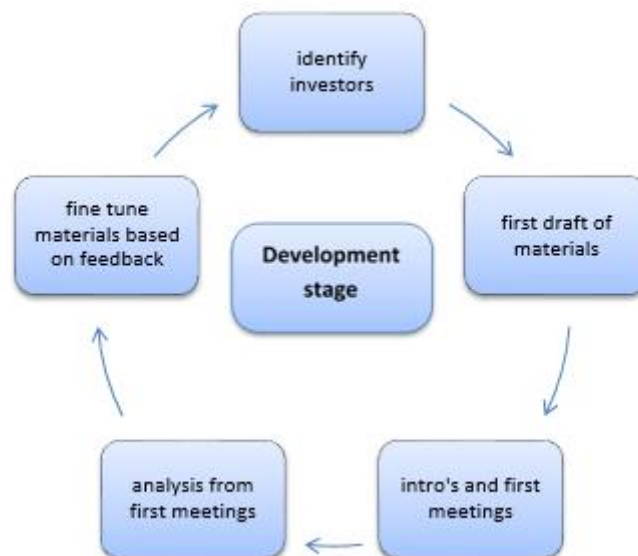 identify
investors
first draft of
materials
intro's and first
meetings
analysis from
first meetings
fine tune
materials based
on feedback
Development
stage